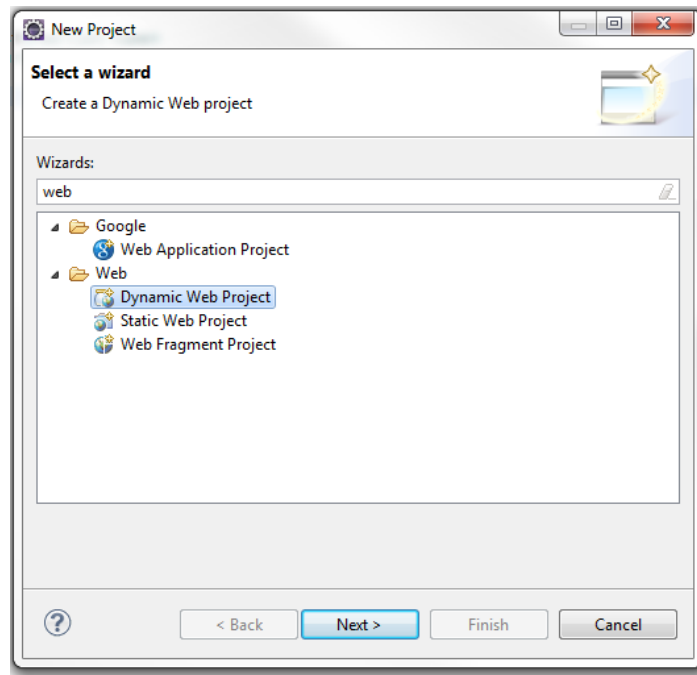 New Project
Select a wizard
Create a Dynamic Web project
Wizards:
web
Google
Web Application Project
Web
Dynamic Web Project
Static Web Project
Web Fragment Project
?
< Back
Next >
Finish
Cancel